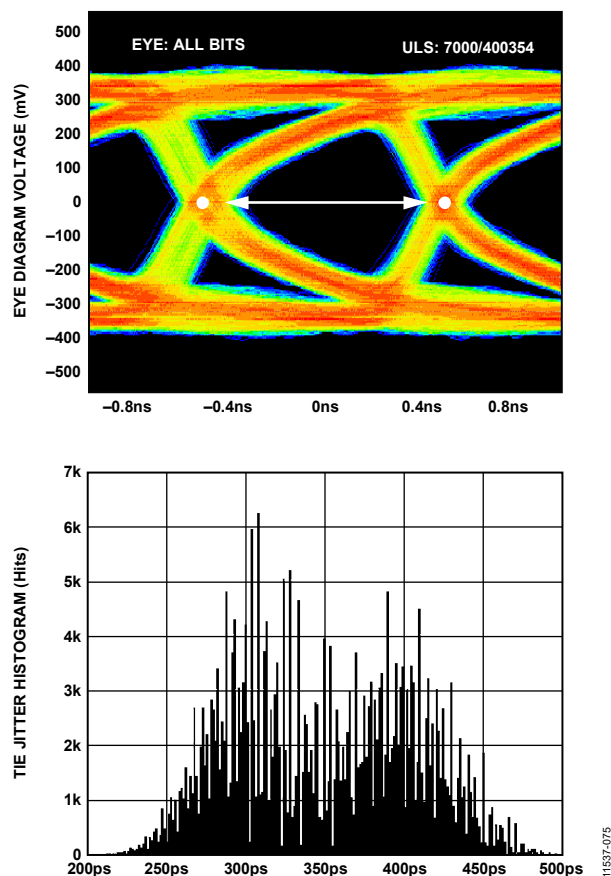 500
400
300
200
100
0
–100
–200
–300
–400
–500
EYE DIAGRAM VOLTAGE (mV)
EYE: ALL BITS
ULS: 7000/400354
–0.8ns
–0.4ns
0ns
0.4ns
0.8ns
7k
6k
5k
4k
3k
2k
1k
0
TIE JITTER HISTOGRAM (Hits)
200ps
250ps
300ps
350ps
400ps
450ps
500ps
11537-075